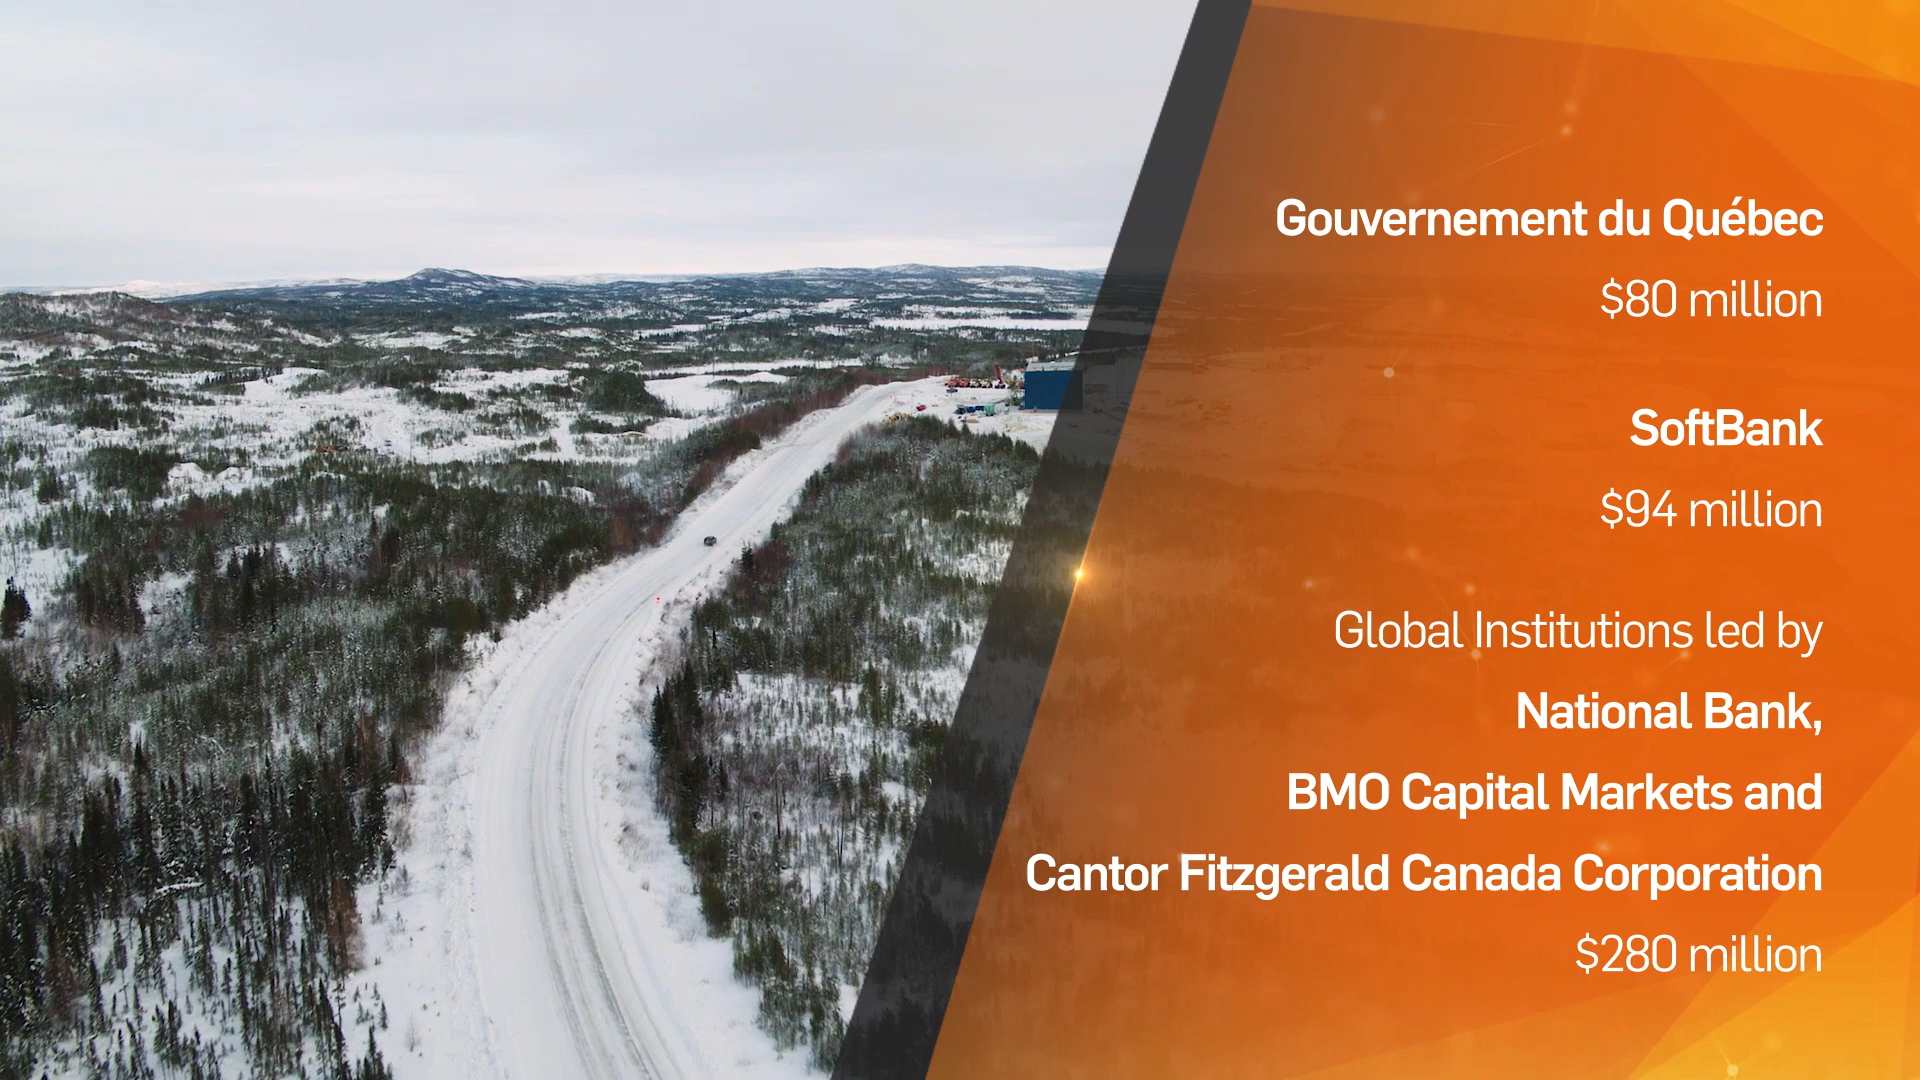 Gouvernement du Québec
$80 million
SoftBank
$94 million
Global Institutions led by
National Bank,
BMO Capital Markets and
Cantor Fitzgerald Canada Corporation
$280 million